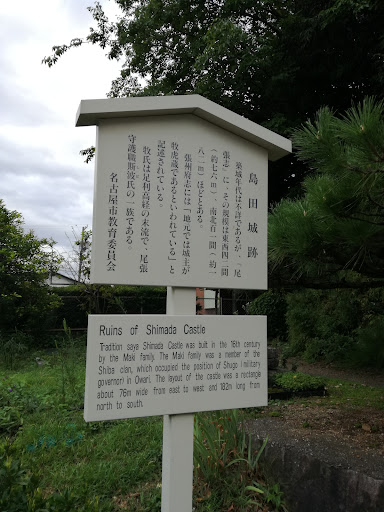 島田城跡
築城年代は不詳であるが、「尾
張志」に、その規模は東西四二間
(約七六m)、南北百一間(約一
八二m)ほどとある。
張州府志には「地元では城主が
牧虎蔵であるといわれている」と
記述されている。
牧氏は足利高経の末流で、尾張
守護職斯波氏の一族である。
名古屋市教育委員会
Ruins of Shimada Castle
Tradition says Shimada Castle was built in the 16th century
by the Maki family. The Maki family was a member of the
Shiba clan, which occupied the position of Shugo (military
governor) in Owari. The layout of the castle was a rectangle
about 76m wide from east to west and 182m long from
north to south.